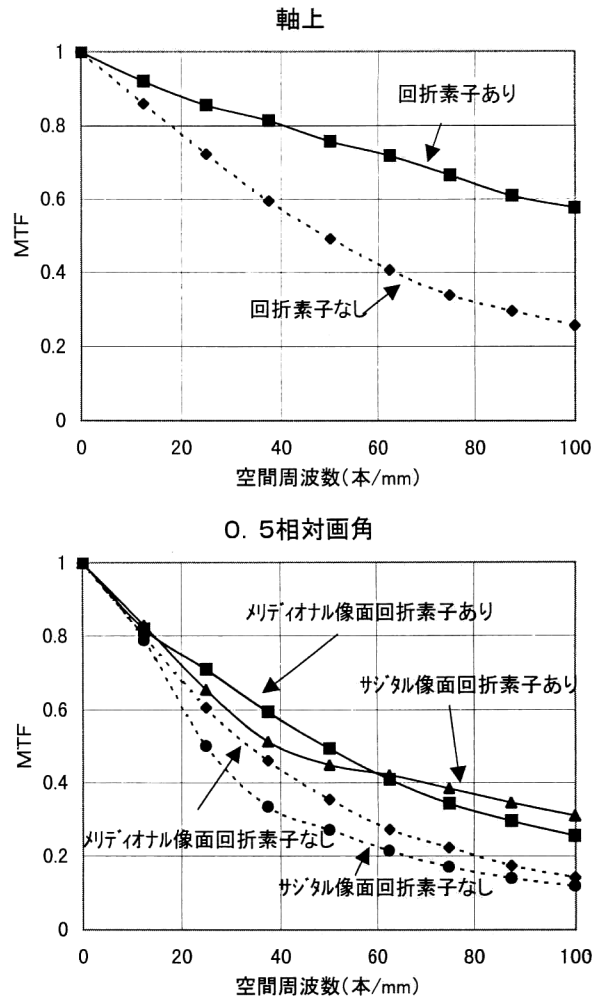 軸上
1
0.8
0.6
0.4
0.2
0
MTF
回折素子あり
回折素子なし
0 20 40 60 80 100
空間周波数(本/mm)
0.5相対画角
1
0.8
0.6
0.4
0.2
0
MTF
ﾒﾘﾃﾞｨｵﾅﾙ像面回折素子あり
ｻｼﾞﾀﾙ像面回折素子あり
ﾒﾘﾃﾞｨｵﾅﾙ像面回折素子なし
ｻｼﾞﾀﾙ像面回折素子なし
0 20 40 60 80 100
空間周波数(本/mm)